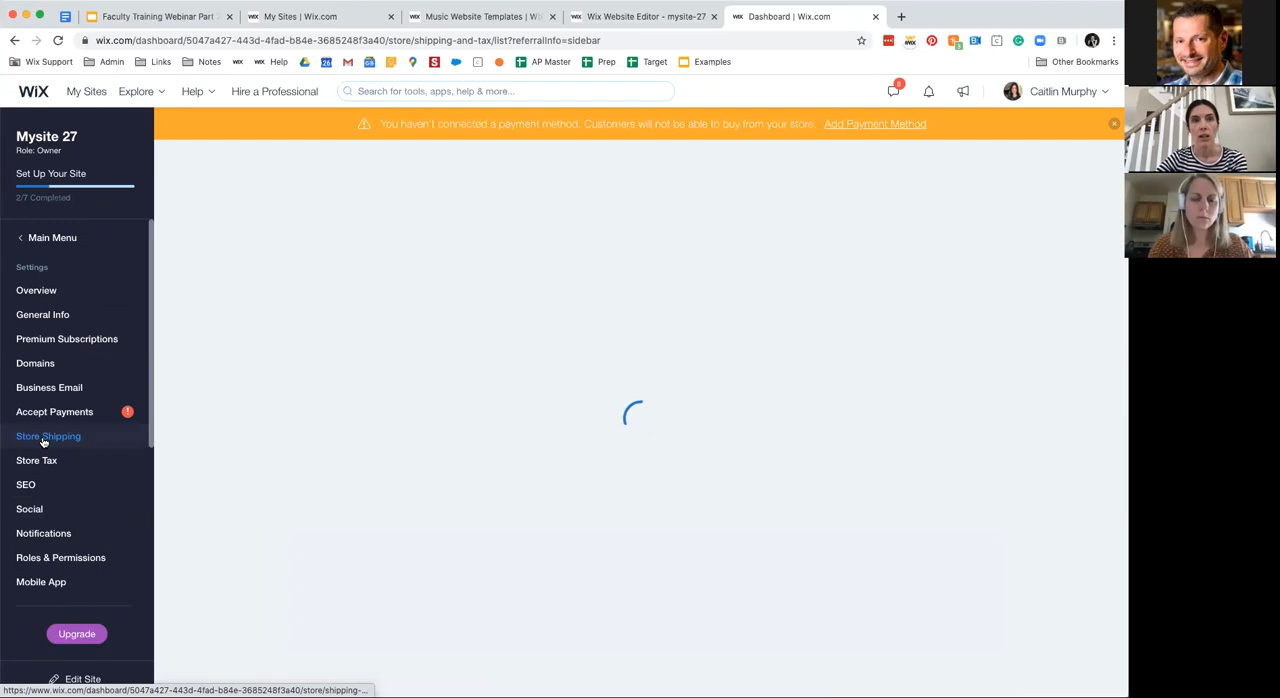 Faculty Training Webinar Part 2
My Sites | Wix.com
Music Website Templates | W
Wix Website Editor - mysite-27
Dashboard | Wix.com
wix.com/dashboard/5047a427-443d-4fad-b84e-3685248f3a40/store/shipping-and-tax/list?referralInfo=sidebar
Wix Support
Admin
Links
Notes
WIX
WIX Help
AP Master
Prep
Target
Examples
Other Bookmarks
WiX
My Sites
Explore
Help
Hire a Professional
Search for tools, apps, help & more...
5
Caitlin Murphy
You haven't connected a payment method. Customers will not be able to buy from your store. Add Payment Method
Mysite 27
Role: Owner
Set Up Your Site
2/7 Completed
Main Menu
Settings
Overview
General Info
Premium Subscriptions
Domains
Business Email
Accept Payments !
Store Shipping
Store Tax
SEO
Social
Notifications
Roles & Permissions
Mobile App
Upgrade
Edit Site
https://www.wix.com/dashboard/5047a427-443d-4fad-b84e-3685248f3a40/store/shipping-...